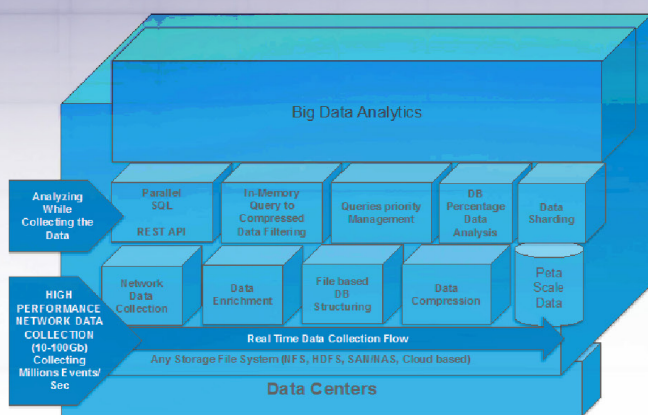 Big Data Analytics
Analyzing
While
Collecting the
Data
Parallel
SQL
REST API
In-Memory
Query to
Compressed
Data Filtering
Queries priority
Management
DB
Percentage
Data
Analysis
Data
Sharding
HIGH
PERFORMANCE
NETWORK DATA
COLLECTION
(10-100Gb)
Collecting
Millions Events/
Sec
Network
Data
Collection
Data
Enrichment
File based
DB
Structuring
Data
Compression
Peta
Scale
Data
Real Time Data Collection Flow
Any Storage File System (NFS, HDFS, SAN/NAS, Cloud based)
Data Centers